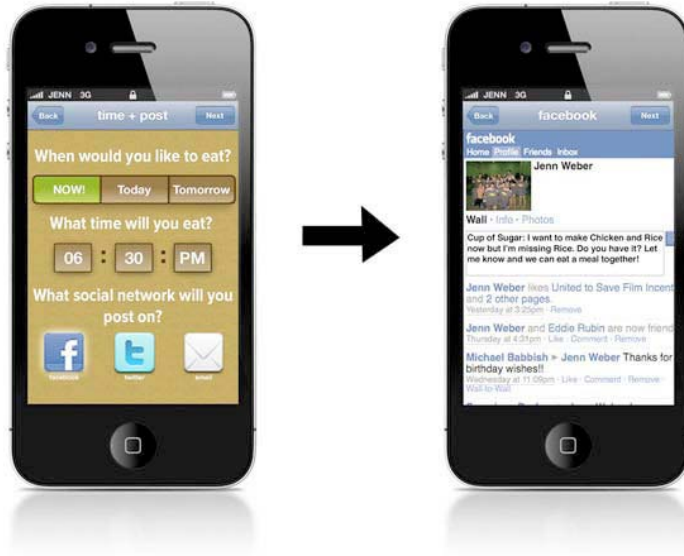 JENN 3G
Back time + post Next
When would you like to eat?
NOW! Today Tomorrow
What time will you eat?
06 : 30 : PM
What social network will you
post on?
facebook twitter email
JENN 3G
Back facebook Next
facebook
Home Profile Friends Inbox
Jenn Weber
Wall · Info · Photos
Cup of Sugar: I want to make Chicken and Rice
now but I'm missing Rice. Do you have it? Let
me know and we can eat a meal together!
Jenn Weber likes United to Save Film Incent
and 2 other pages.
Yesterday at 3:25pm · Remove
Jenn Weber and Eddie Rubin are now friend
Thursday at 4:31pm · Like · Comment · Remove
Michael Babbish ▸ Jenn Weber Thanks for
birthday wishes!!
Wednesday at 11:09pm · Like · Comment · Remove ·
Wall-to-Wall